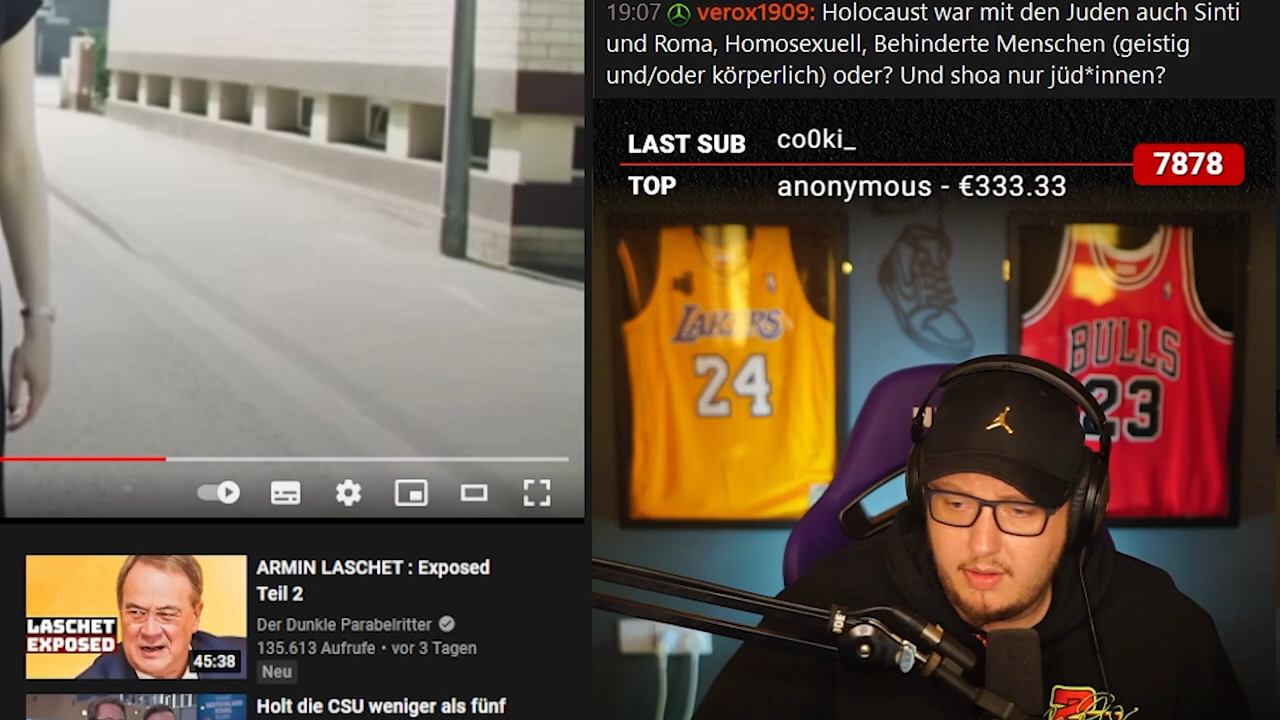 19:07 verox1909: Holocaust war mit den Juden auch Sinti
und Roma, Homosexuell, Behinderte Menschen (geistig
und/oder körperlich) oder? Und shoa nur jüd*innen?
LAST SUB co0ki_
TOP anonymous - €333.33
7878
LAKERS
24
BULLS
23
ARMIN LASCHET : Exposed
Teil 2
Der Dunkle Parabelritter
135.613 Aufrufe • vor 3 Tagen
Neu
LASCHET
EXPOSED
45:38
Holt die CSU weniger als fünf